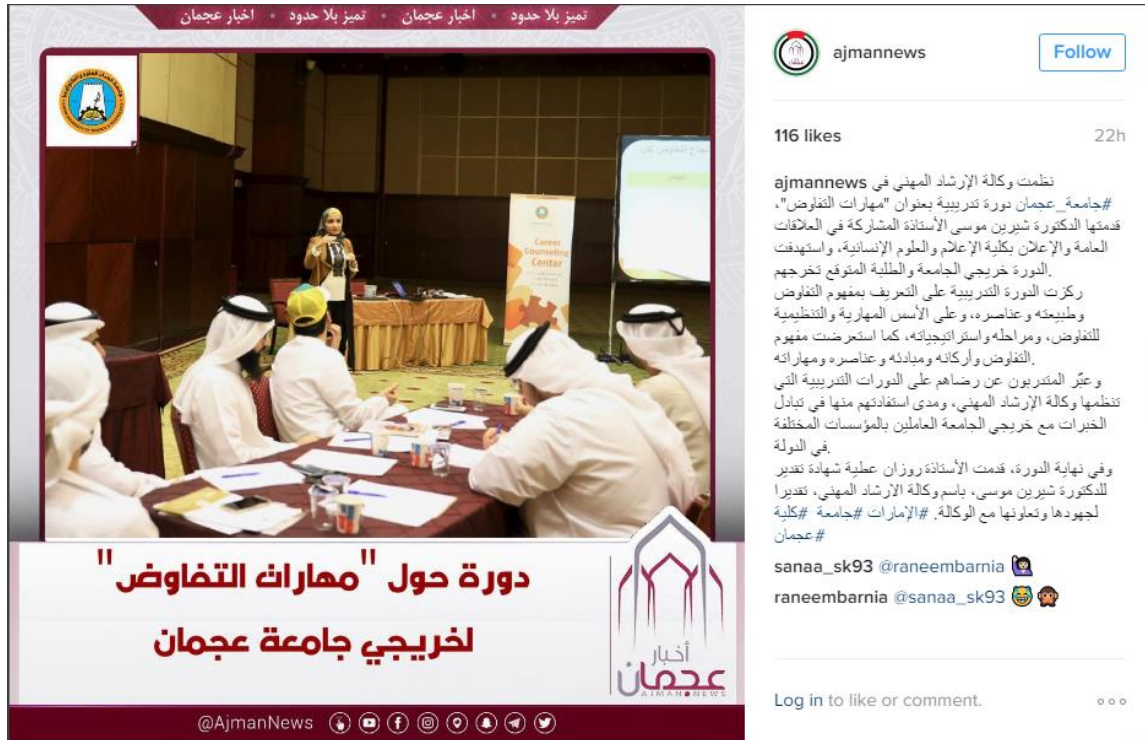 تميز بلا حدود • اخبار عجمان • تميز بلا حدود • اخبار عجمان
Career
Counseling
Center
دورة حول "مهارات التفاوض"
لخريجي جامعة عجمان
أخبار
عجمان
AJMAN NEWS
@AjmanNews
ajmannews
Follow
116 likes
22h
ajmannews نظمت وكالة الإرشاد المهني في
#جامعة_عجمان دورة تدريبية بعنوان "مهارات التفاوض"،
قدمتها الدكتورة شيرين موسى الأستاذة المشاركة في العلاقات
العامة والإعلان بكلية الإعلام والعلوم الإنسانية، واستهدفت
الدورة خريجي الجامعة والطلبة المتوقع تخرجهم.
ركزت الدورة التدريبية على التعريف بمفهوم التفاوض
وطبيعته وعناصره، وعلى الأسس المهارية والتنظيمية
للتفاوض، ومراحله واستراتيجياته، كما استعرضت مفهوم
التفاوض وأركانه ومبادئه وعناصره ومهاراته.
وعبّر المتدربون عن رضاهم على الدورات التدريبية التي
تنظمها وكالة الإرشاد المهني، ومدى استفادتهم منها في تبادل
الخبرات مع خريجي الجامعة العاملين بالمؤسسات المختلفة
في الدولة.
وفي نهاية الدورة، قدمت الأستاذة روزان عطية شهادة تقدير
للدكتورة شيرين موسى، باسم وكالة الارشاد المهني، تقديرا
لجهودها وتعاونها مع الوكالة. #الإمارات #جامعة #كلية
#عجمان
sanaa_sk93 @raneembarnia 🙋
raneembarnia @sanaa_sk93 😹🙊
Log in to like or comment.